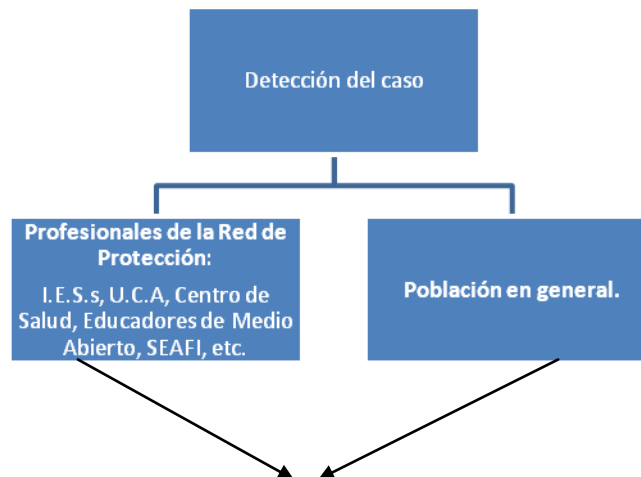 Detección del caso
Profesionales de la Red de
Protección:
I.E.S.s, U.C.A, Centro de
Salud, Educadores de Medio
Abierto, SEAFI, etc.
Población en general.